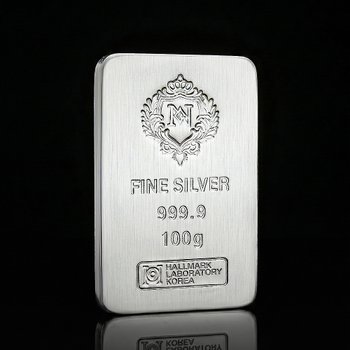 FINE SILVER
999.9
100g
HALLMARK
LABORATORY
KOREA